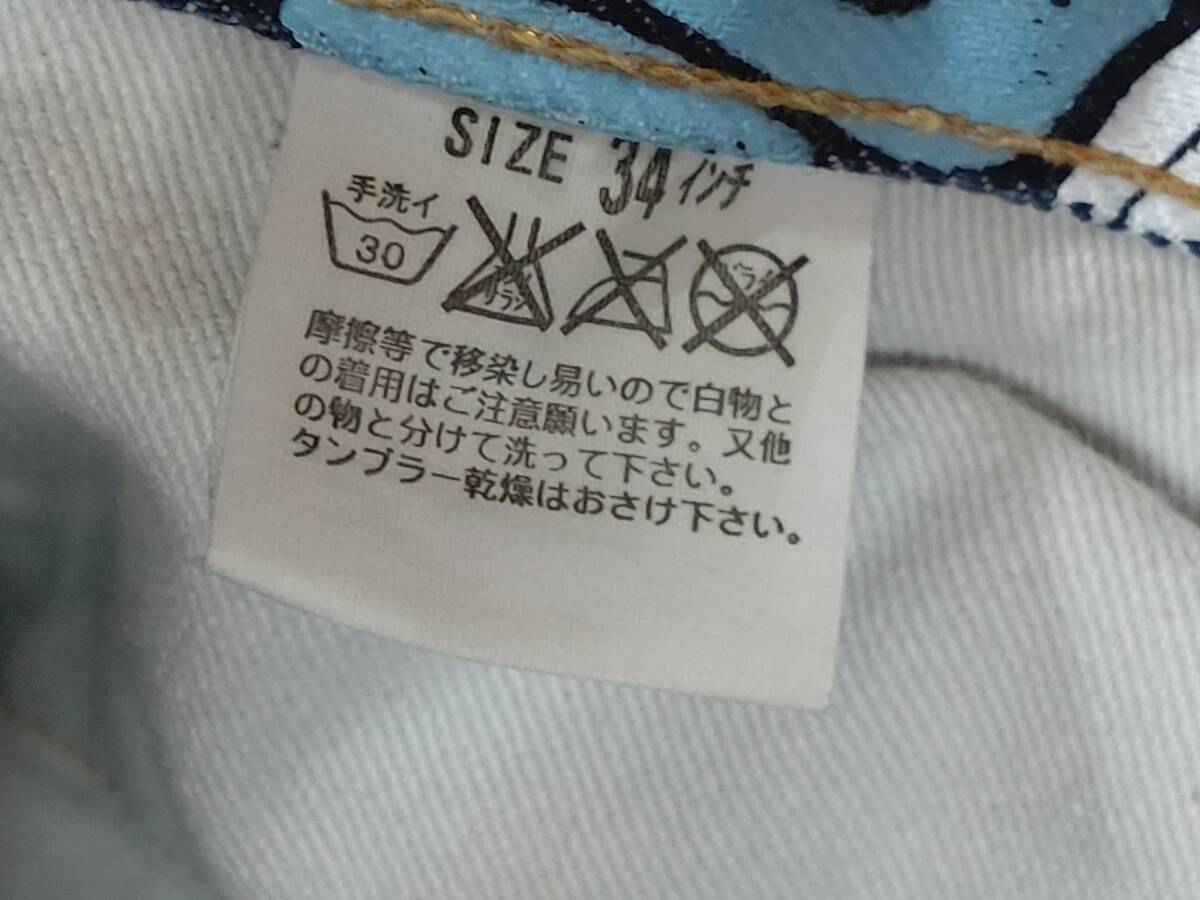 SIZE 34インチ
手洗イ
30
摩擦等で移染し易いので白物と
の着用はご注意願います。又他
の物と分けて洗って下さい。
タンブラー乾燥はおさけ下さい。